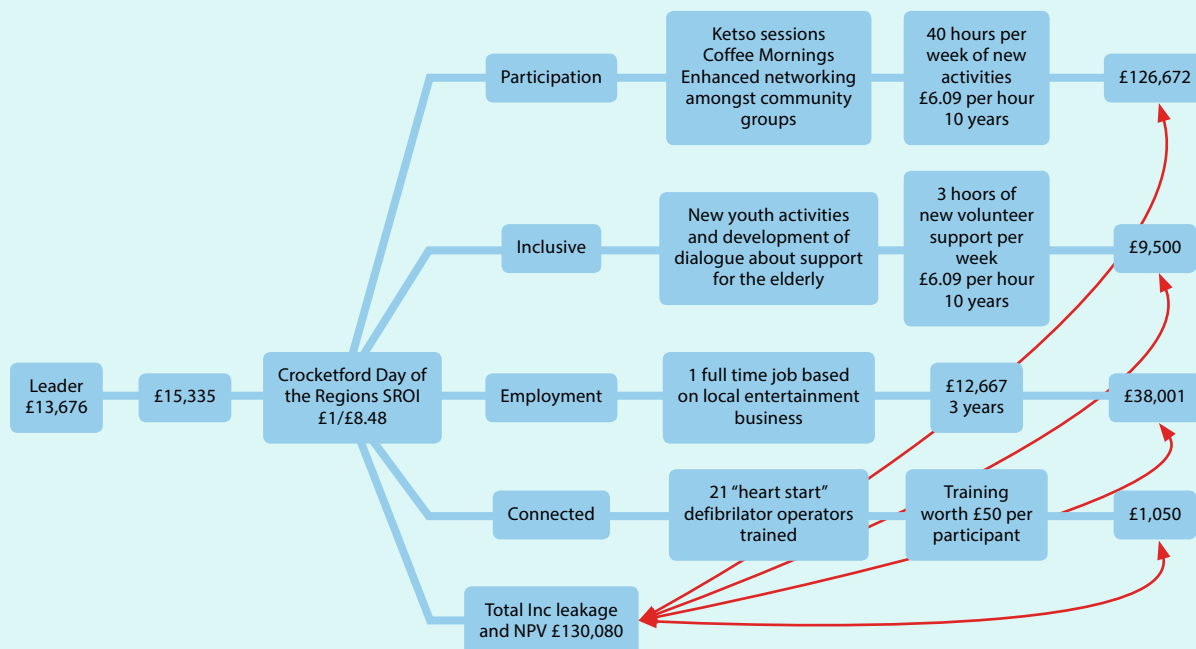 Leader
£13,676
£15,335
Crocketford Day of
the Regions SROI
£1/£8.48
Participation
Ketso sessions
Coffee Mornings
Enhanced networking
amongst community
groups
40 hours per
week of new
activities
£6.09 per hour
10 years
£126,672
Inclusive
New youth activities
and development of
dialogue about support
for the elderly
3 hoors of
new volunteer
support per
week
£6.09 per hour
10 years
£9,500
Employment
1 full time job based
on local entertainment
business
£12,667
3 years
£38,001
Connected
21 “heart start”
defibrilator operators
trained
Training
worth £50 per
participant
£1,050
Total Inc leakage
and NPV £130,080